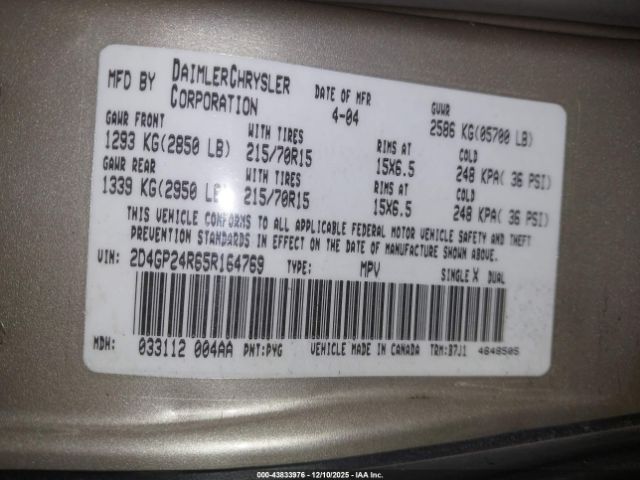 MFD BY DAIMLERCHRYSLER CORPORATION DATE OF MFR 4-04 GVWR 2586 KG(05700 LB)
GAWR FRONT WITH TIRES RIMS AT COLD
1293 KG(2850 LB) 215/70R15 15X6.5 248 KPA( 36 PSI)
GAWR REAR WITH TIRES RIMS AT COLD
1339 KG(2950 LB) 215/70R15 15X6.5 248 KPA( 36 PSI)
THIS VEHICLE CONFORMS TO ALL APPLICABLE FEDERAL MOTOR VEHICLE SAFETY AND THEFT
PREVENTION STANDARDS IN EFFECT ON THE DATE OF MANUFACTURE SHOWN ABOVE.
VIN: 2D4GP24R65R164769 TYPE: MPV SINGLE X DUAL
MDH: 033112 004AA PNT:PYG VEHICLE MADE IN CANADA TRM:B7J1 4648505
000-43833976 - 12/10/2025 - IAA Inc.